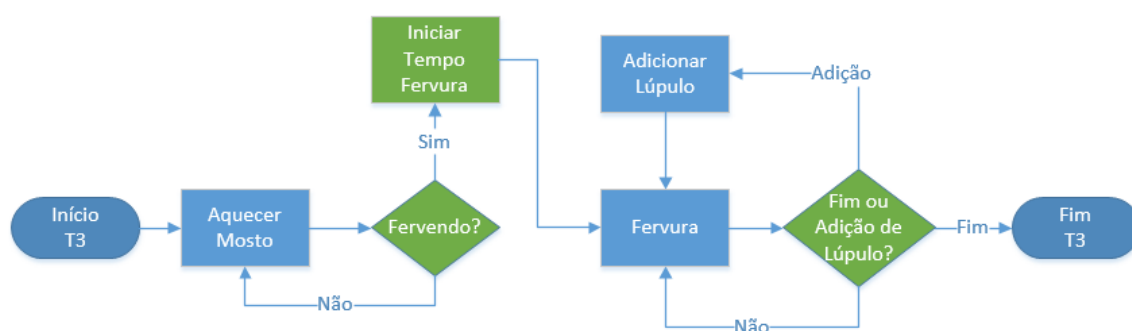 Início
T3
Aquecer
Mosto
Fervendo?
Não
Sim
Iniciar
Tempo
Fervura
Adicionar
Lúpulo
Adição
Fervura
Fim ou
Adição de
Lúpulo?
Não
Fim
Fim
T3